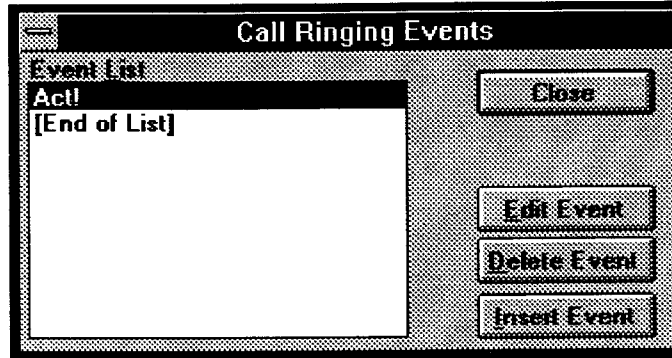 Call Ringing Events
Event List
Act!
[End of List]
Close
Edit Event
Delete Event
Insert Event